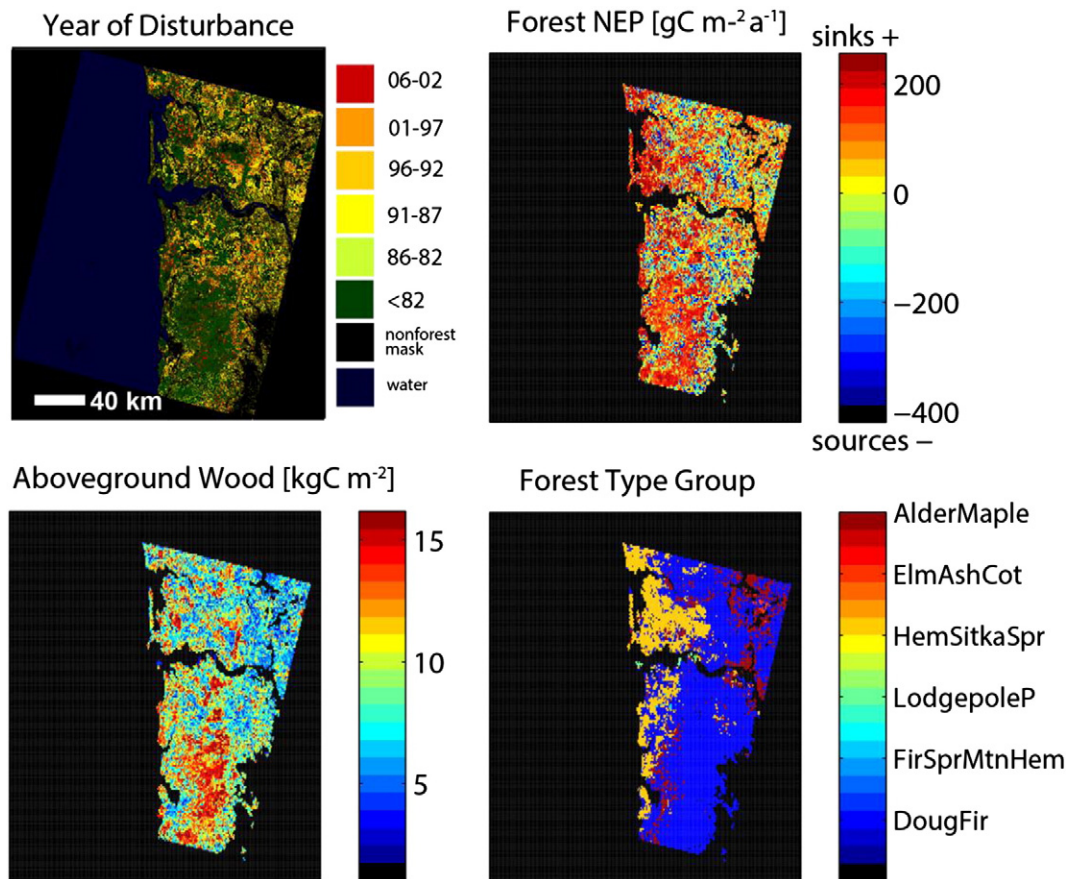 Year of Disturbance
06-02
01-97
96-92
91-87
86-82
<82
nonforest
mask
water
40 km
Forest NEP [gC m-² a⁻¹]
sinks +
200
0
−200
−400
sources −
Aboveground Wood [kgC m⁻²]
15
10
5
Forest Type Group
AlderMaple
ElmAshCot
HemSitkaSpr
LodgepoleP
FirSprMtnHem
DougFir